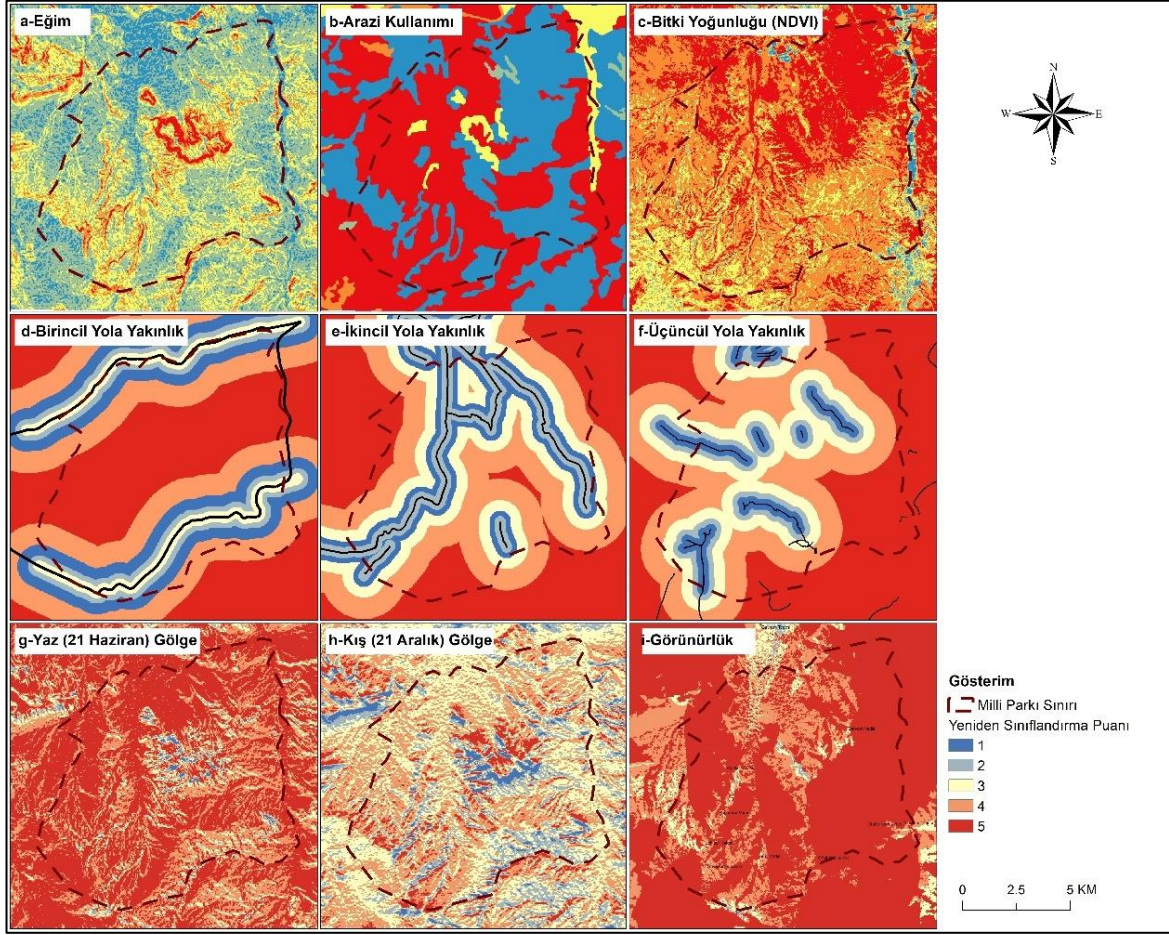 a-Eğim
b-Arazi Kullanımı
c-Bitki Yoğunluğu (NDVI)
N
W
E
S
d-Birincil Yola Yakınlık
e-İkincil Yola Yakınlık
f-Üçüncül Yola Yakınlık
g-Yaz (21 Haziran) Gölge
h-Kış (21 Aralık) Gölge
i-Görünürlük
Gösterim
Milli Parkı Sınırı
Yeniden Sınıflandırma Puanı
1
2
3
4
5
0 2.5 5 KM